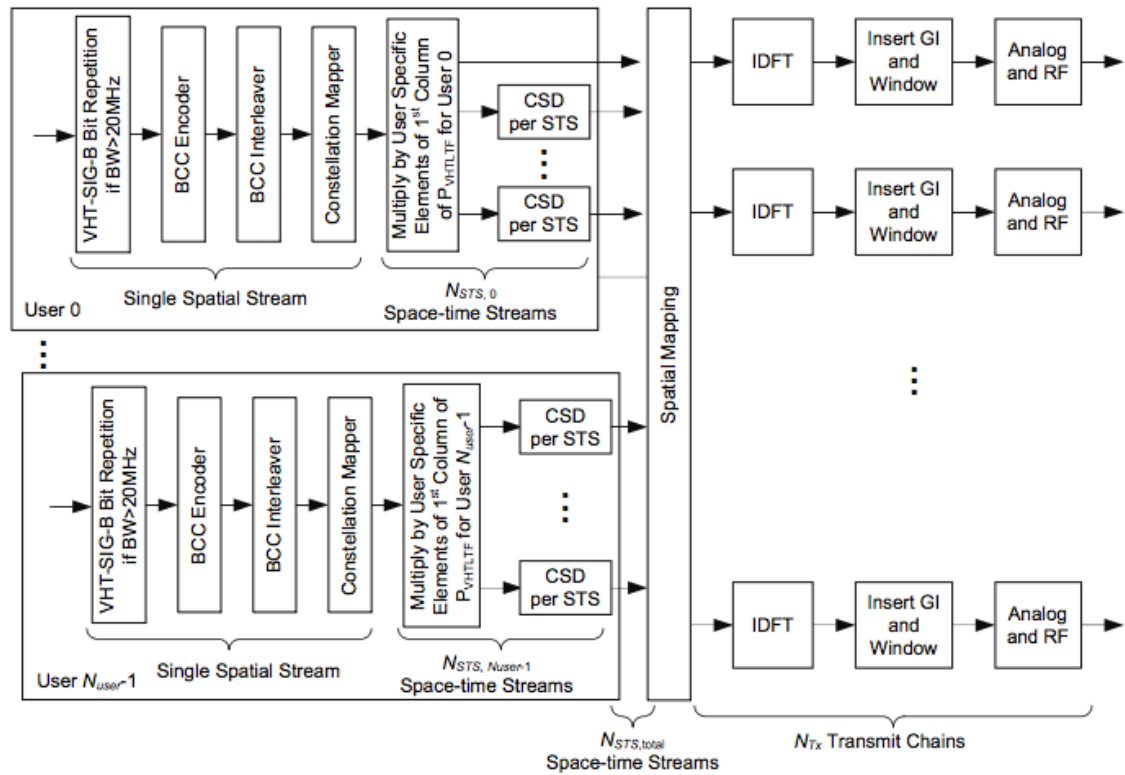 VHT-SIG-B Bit Repetition
if BW>20MHz
BCC Encoder
BCC Interleaver
Constellation Mapper
Multiply by User Specific
Elements of 1st Column
of PVHTLTF for User 0
CSD
per STS
CSD
per STS
Single Spatial Stream
NSTS, 0
Space-time Streams
User 0
VHT-SIG-B Bit Repetition
if BW>20MHz
BCC Encoder
BCC Interleaver
Constellation Mapper
Multiply by User Specific
Elements of 1st Column of
PVHTLTF for User Nuser-1
CSD
per STS
CSD
per STS
Single Spatial Stream
NSTS, Nuser-1
Space-time Streams
User Nuser-1
NSTS,total
Space-time Streams
Spatial Mapping
IDFT
Insert GI
and
Window
Analog
and RF
IDFT
Insert GI
and
Window
Analog
and RF
IDFT
Insert GI
and
Window
Analog
and RF
NTx Transmit Chains